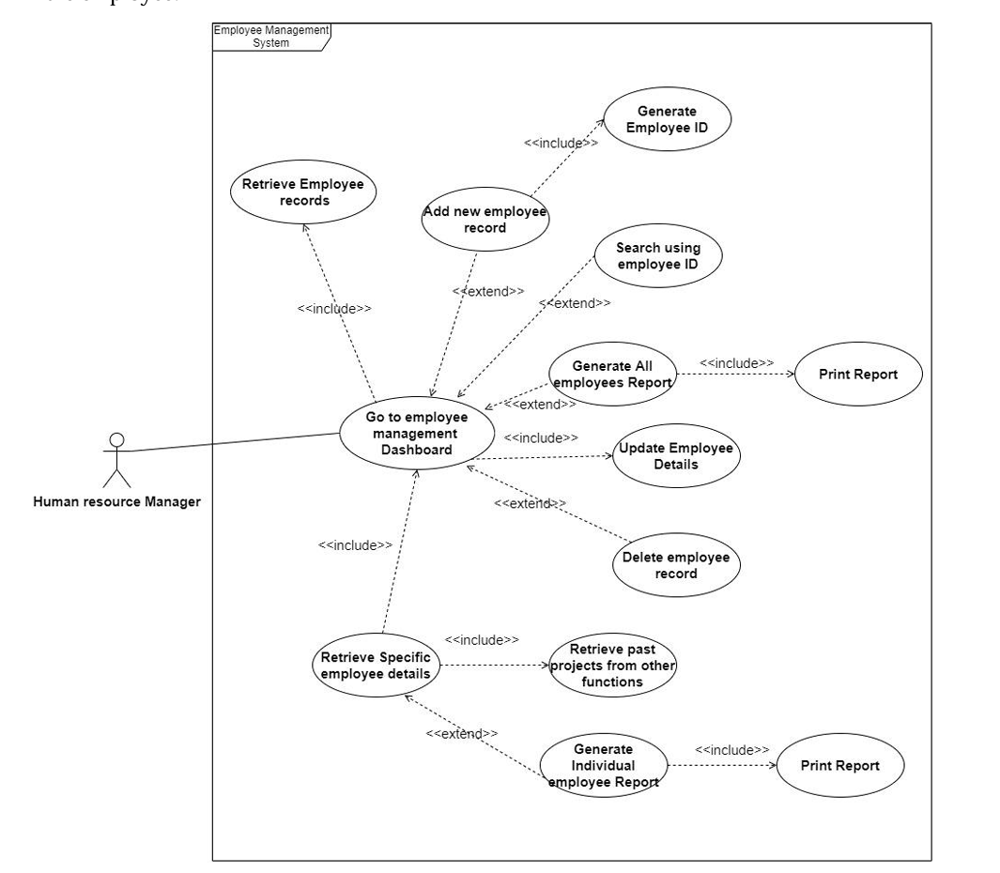 Employee Management
System
Generate
Employee ID
<<include>>
Retrieve Employee
records
Add new employee
record
Search using
employee ID
<<extend>>
<<extend>>
<<include>>
Generate All
employees Report
<<include>>
Print Report
<<extend>>
Go to employee
management
Dashboard
<<include>>
Update Employee
Details
Human resource Manager
<<extend>>
<<include>>
Delete employee
record
<<include>>
Retrieve Specific
employee details
Retrieve past
projects from other
functions
<<extend>>
Generate
Individual
employee Report
<<include>>
Print Report